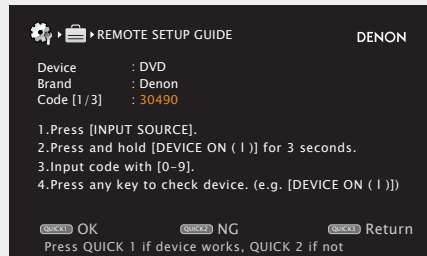 REMOTE SETUP GUIDE DENON
Device : DVD
Brand : Denon
Code [1/3] : 30490
1.Press [INPUT SOURCE].
2.Press and hold [DEVICE ON ( I )] for 3 seconds.
3.Input code with [0-9].
4.Press any key to check device. (e.g. [DEVICE ON ( I )])
QUICK1 OK QUICK2 NG QUICK3 Return
Press QUICK 1 if device works, QUICK 2 if not